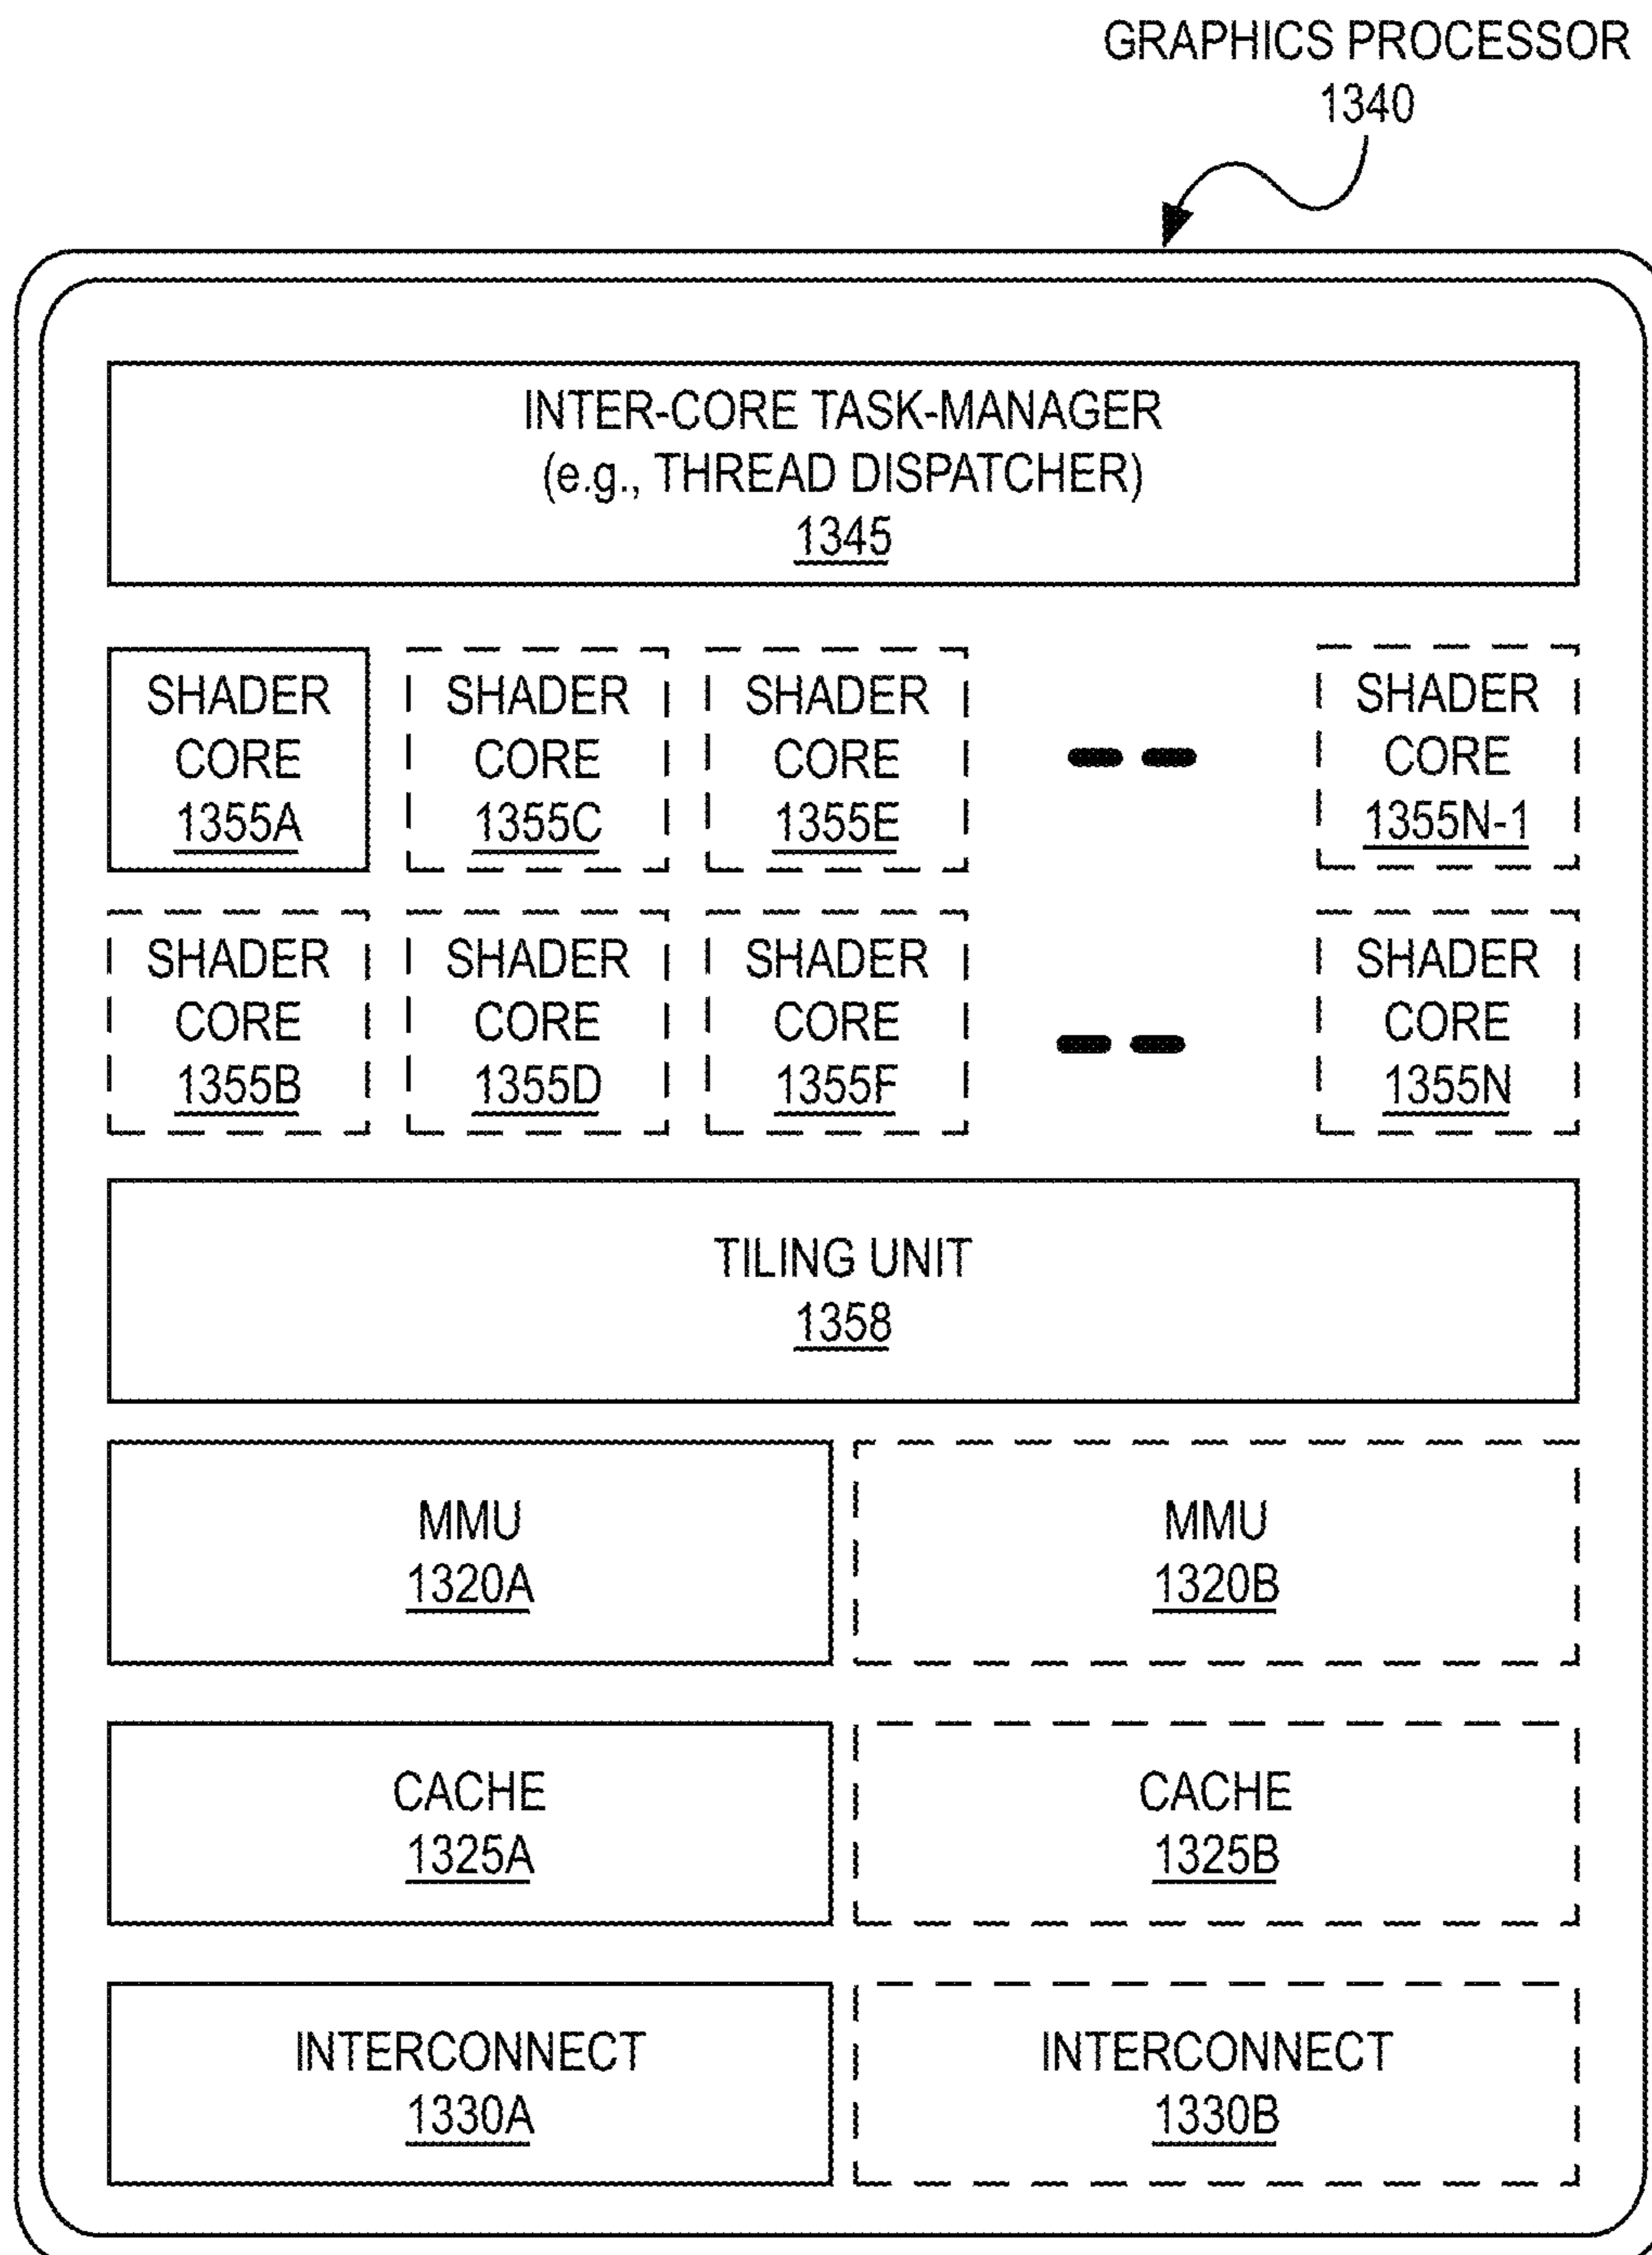 GRAPHICS PROCESSOR
1340
INTER-CORE TASK-MANAGER
(e.g., THREAD DISPATCHER)
1345
SHADER
CORE
1355A
SHADER
CORE
1355C
SHADER
CORE
1355E
SHADER
CORE
1355N-1
SHADER
CORE
1355B
SHADER
CORE
1355D
SHADER
CORE
1355F
SHADER
CORE
1355N
TILING UNIT
1358
MMU
1320A
MMU
1320B
CACHE
1325A
CACHE
1325B
INTERCONNECT
1330A
INTERCONNECT
1330B